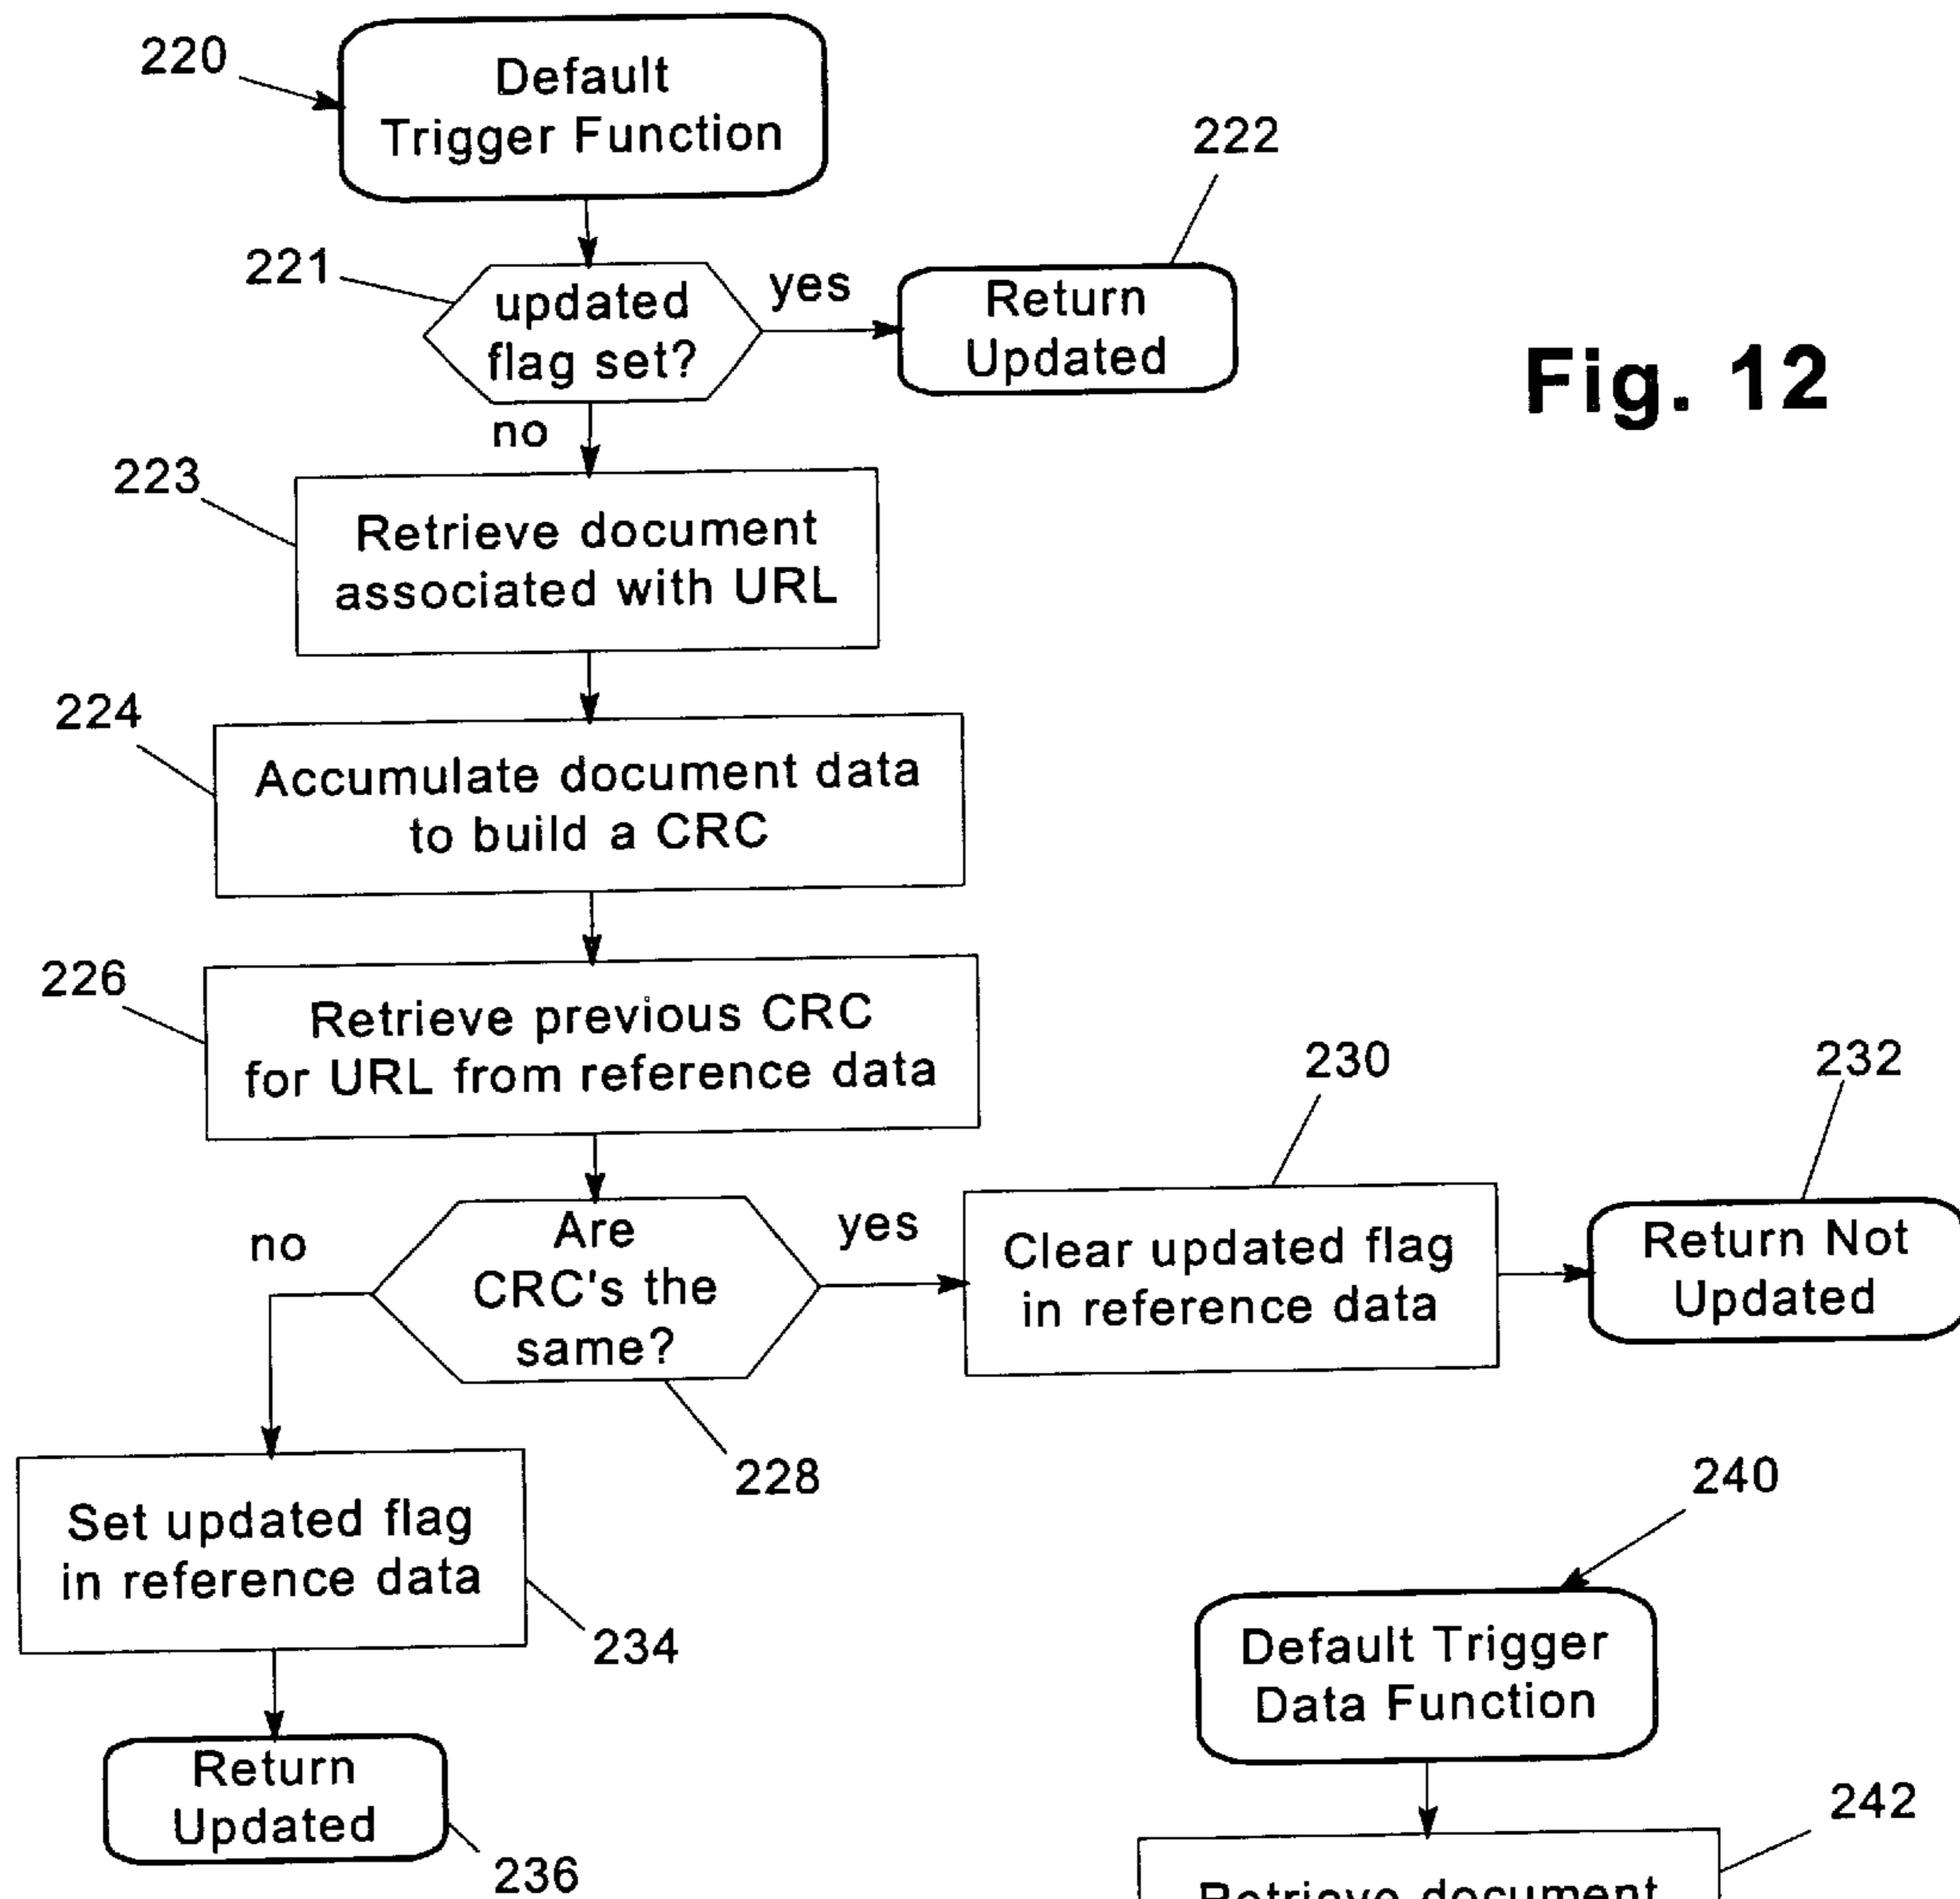 220
Default
Trigger Function
222
221
updated
flag set?
yes
Return
Updated
Fig. 12
no
223
Retrieve document
associated with URL
224
Accumulate document data
to build a CRC
226
Retrieve previous CRC
for URL from reference data
230
232
no
Are
CRC's the
same?
yes
Clear updated flag
in reference data
Return Not
Updated
228
240
Set updated flag
in reference data
234
Default Trigger
Data Function
Return
Updated
236
242
Retrieve document